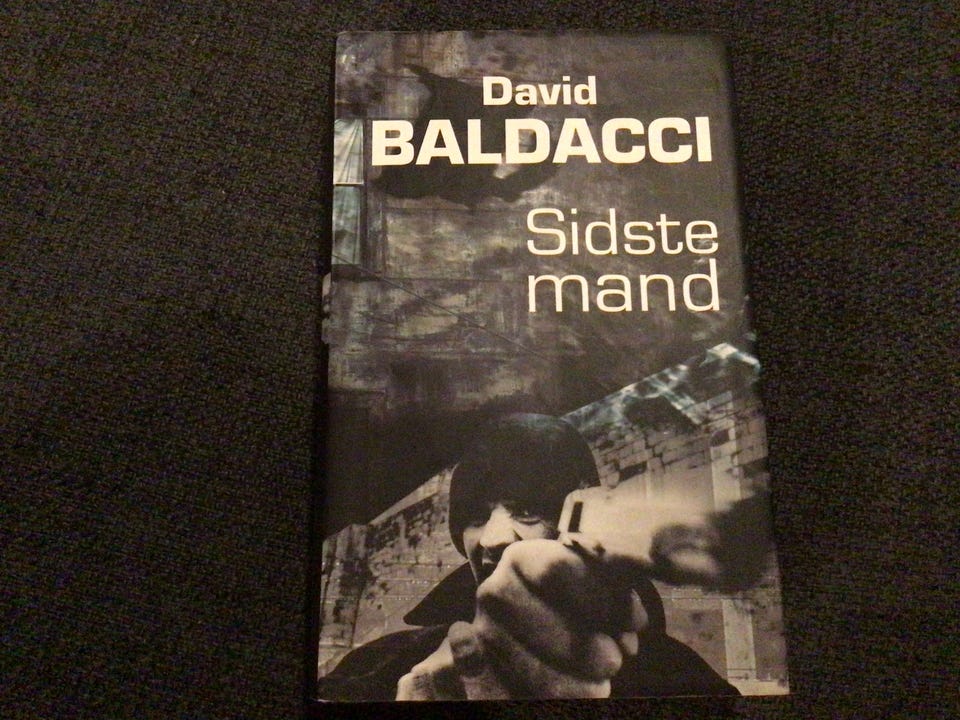 David
BALDACCI
Sidste
mand